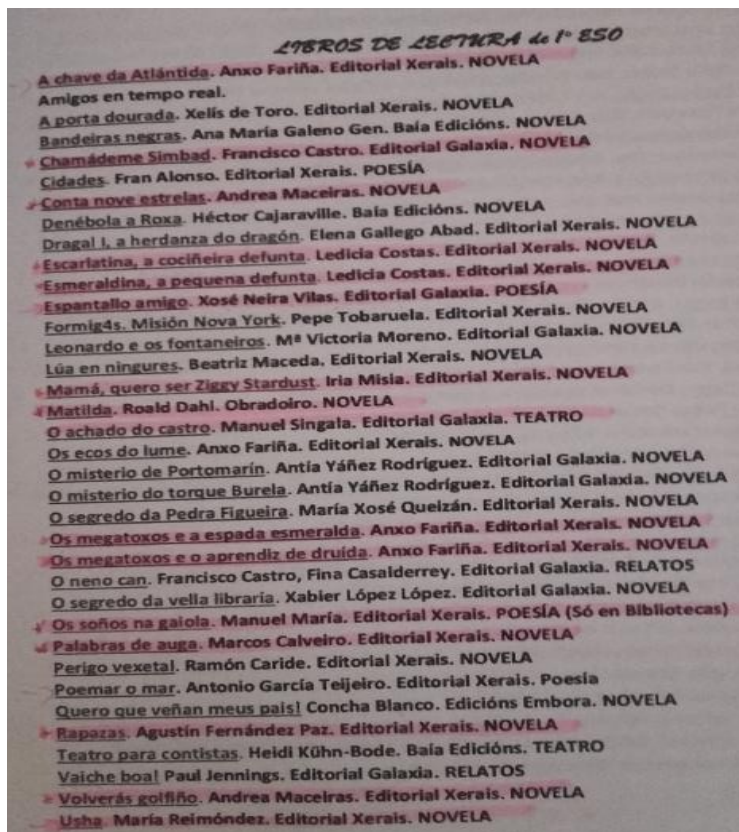 LIBROS DE LECTURA de 1º ESO
A chave da Atlántida. Anxo Fariña. Editorial Xerais. NOVELA
Amigos en tempo real.
A porta dourada. Xelís de Toro. Editorial Xerais. NOVELA
Bandeiras negras. Ana María Galeno Gen. Baía Edicións. NOVELA
Chamádeme Simbad. Francisco Castro. Editorial Galaxia. NOVELA
Cidades. Fran Alonso. Editorial Xerais. POESÍA
Conta nove estrelas. Andrea Maceiras. NOVELA
Denébola a Roxa. Héctor Cajaraville. Baía Edicións. NOVELA
Dragal I, a herdanza do dragón. Elena Gallego Abad. Editorial Xerais. NOVELA
Escarlatina, a cociñeira defunta. Ledicia Costas. Editorial Xerais. NOVELA
Esmeraldina, a pequena defunta. Ledicia Costas. Editorial Xerais. NOVELA
Espantallo amigo. Xosé Neira Vilas. Editorial Galaxia. POESÍA
Formig4s. Misión Nova York. Pepe Tobaruela. Editorial Xerais. NOVELA
Leonardo e os fontaneiros. Mª Victoria Moreno. Editorial Galaxia. NOVELA
Lúa en ningures. Beatriz Maceda. Editorial Xerais. NOVELA
Mamá, quero ser Ziggy Stardust. Iria Misia. Editorial Xerais. NOVELA
Matilda. Roald Dahl. Obradoiro. NOVELA
O achado do castro. Manuel Singala. Editorial Galaxia. TEATRO
Os ecos do lume. Anxo Fariña. Editorial Xerais. NOVELA
O misterio de Portomarín. Antía Yáñez Rodríguez. Editorial Galaxia. NOVELA
O misterio do torque Burela. Antía Yáñez Rodríguez. Editorial Galaxia. NOVELA
O segredo da Pedra Figueira. María Xosé Queizán. Editorial Xerais. NOVELA
Os megatoxos e a espada esmeralda. Anxo Fariña. Editorial Xerais. NOVELA
Os megatoxos e o aprendiz de druída. Anxo Fariña. Editorial Xerais. NOVELA
O neno can. Francisco Castro, Fina Casalderrey. Editorial Galaxia. RELATOS
O segredo da vella libraría. Xabier López López. Editorial Galaxia. NOVELA
Os soños na gaiola. Manuel María. Editorial Xerais. POESÍA (Só en Bibliotecas)
Palabras de auga. Marcos Calveiro. Editorial Xerais. NOVELA
Perigo vexetal. Ramón Caride. Editorial Xerais. NOVELA
Poemar o mar. Antonio García Teijeiro. Editorial Xerais. Poesía
Quero que veñan meus pais! Concha Blanco. Edicións Embora. NOVELA
Rapazas. Agustín Fernández Paz. Editorial Xerais. NOVELA
Teatro para contistas. Heidi Kühn-Bode. Baía Edicións. TEATRO
Vaiche boa! Paul Jennings. Editorial Galaxia. RELATOS
Volverás golfiño. Andrea Maceiras. Editorial Xerais. NOVELA
Usha. María Reimóndez. Editorial Xerais. NOVELA